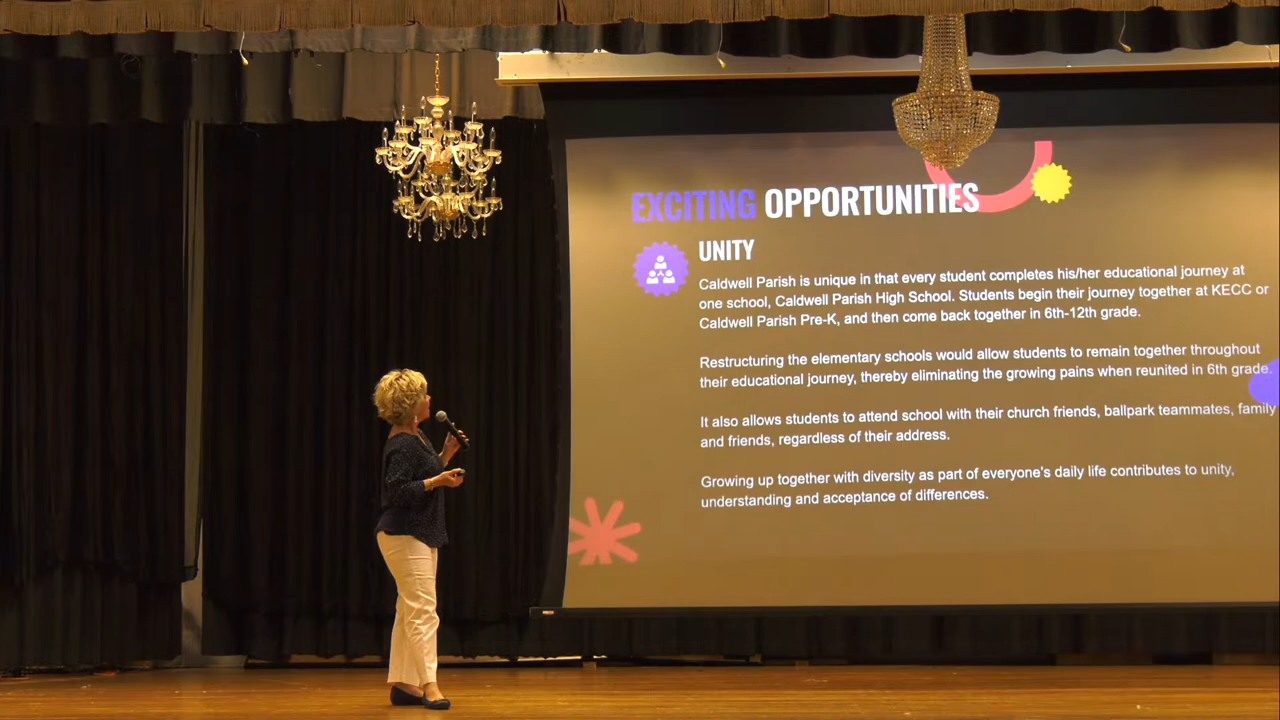 EXCITING OPPORTUNITIES
UNITY
Caldwell Parish is unique in that every student completes his/her educational journey at
one school, Caldwell Parish High School. Students begin their journey together at KECC or
Caldwell Parish Pre-K, and then come back together in 6th-12th grade.
Restructuring the elementary schools would allow students to remain together throughout
their educational journey, thereby eliminating the growing pains when reunited in 6th grade.
It also allows students to attend school with their church friends, ballpark teammates, family
and friends, regardless of their address.
Growing up together with diversity as part of everyone's daily life contributes to unity,
understanding and acceptance of differences.